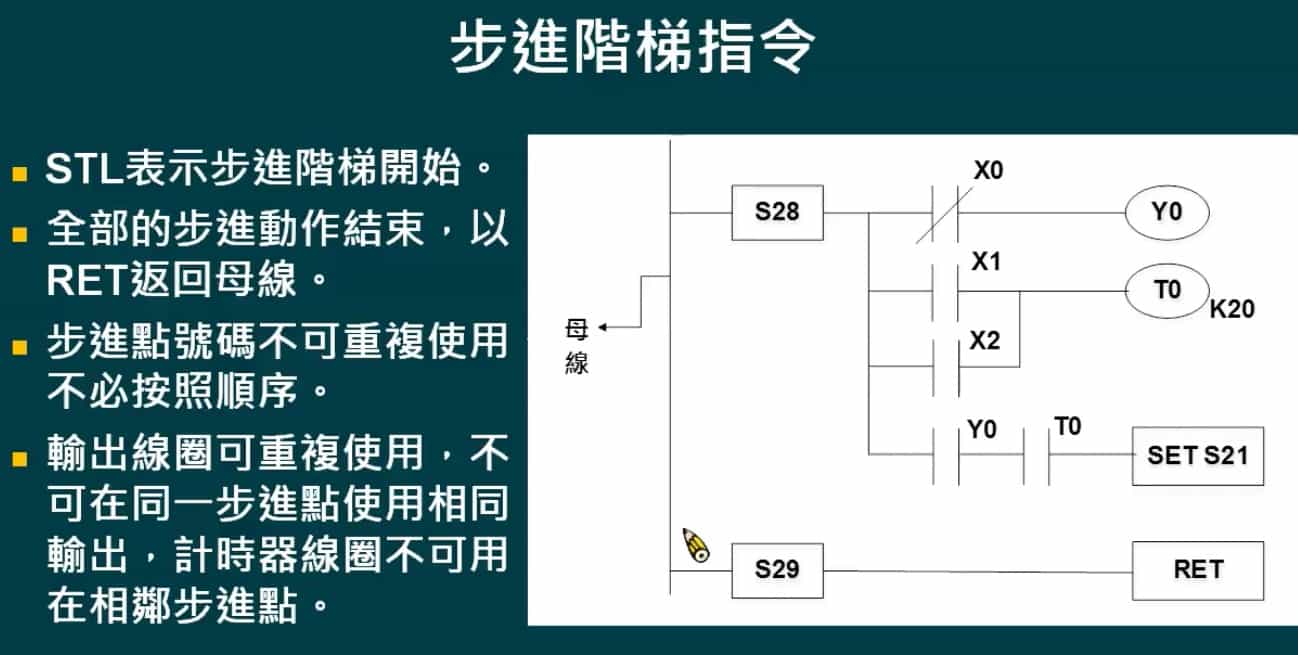 步進階梯指令
STL表示步進階梯開始。
全部的步進動作結束，以
RET返回母線。
步進點號碼不可重複使用
不必按照順序。
輸出線圈可重複使用，不
可在同一步進點使用相同
輸出，計時器線圈不可用
在相鄰步進點。
X0
S28
Y0
X1
T0
K20
母
線
X2
Y0
T0
SET S21
S29
RET